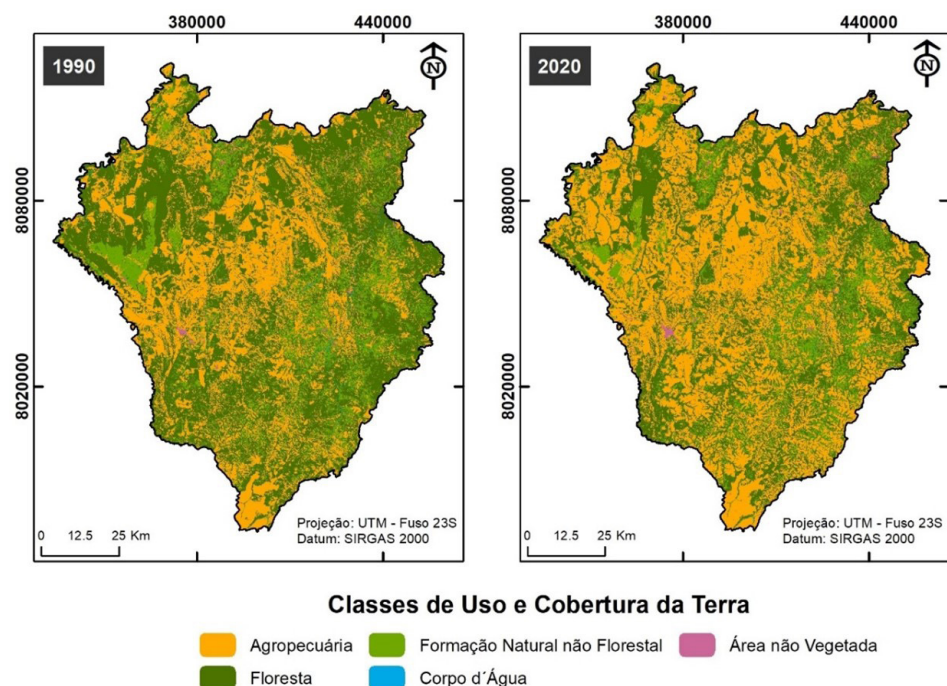 380000 440000 380000 440000
1990 N 2020 N
8080000 8080000
8020000 8020000
Projeção: UTM - Fuso 23S Projeção: UTM - Fuso 23S
0 12.5 25 Km Datum: SIRGAS 2000 0 12.5 25 Km Datum: SIRGAS 2000
Classes de Uso e Cobertura da Terra
Agropecuária Formação Natural não Florestal Área não Vegetada
Floresta Corpo d´Água